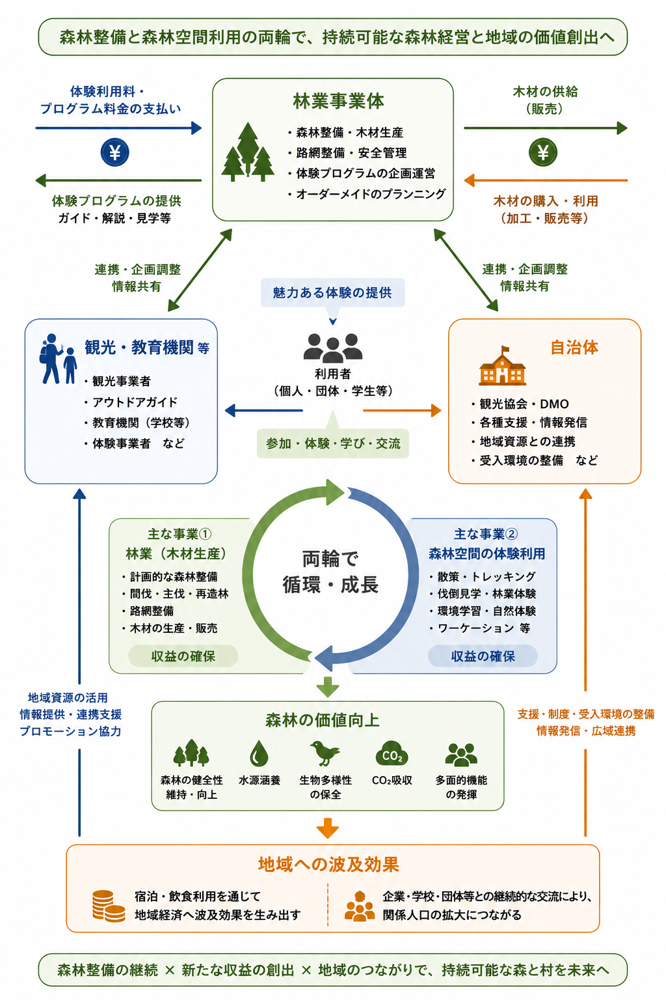 森林整備と森林空間利用の両輪で、持続可能な森林経営と地域の価値創出へ
体験利用料・
プログラム料金の支払い
¥
体験プログラムの提供
ガイド・解説・見学等
林業事業体
・森林整備・木材生産
・路網整備・安全管理
・体験プログラムの企画運営
・オーダーメイドのプランニング
木材の供給
（販売）
¥
木材の購入・利用
（加工・販売等）
連携・企画調整
情報共有
連携・企画調整
情報共有
魅力ある体験の提供
利用者
（個人・団体・学生等）
参加・体験・学び・交流
観光・教育機関 等
・観光事業者
・アウトドアガイド
・教育機関（学校等）
・体験事業者　など
自治体
・観光協会・DMO
・各種支援・情報発信
・地域資源との連携
・受入環境の整備　など
主な事業①
林業（木材生産）
・計画的な森林整備
・間伐・主伐・再造林
・路網整備
・木材の生産・販売
収益の確保
両輪で
循環・成長
主な事業②
森林空間の体験利用
・散策・トレッキング
・伐倒見学・林業体験
・環境学習・自然体験
・ワーケーション 等
収益の確保
地域資源の活用
情報提供・連携支援
プロモーション協力
支援・制度・受入環境の整備
情報発信・広域連携
森林の価値向上
森林の健全性
維持・向上
水源涵養
生物多様性
の保全
CO₂
CO₂吸収
多面的機能
の発揮
地域への波及効果
宿泊・飲食利用を通じて
地域経済へ波及効果を生み出す
企業・学校・団体等との継続的な交流により、
関係人口の拡大につながる
森林整備の継続 × 新たな収益の創出 × 地域のつながりで、持続可能な森と村を未来へ